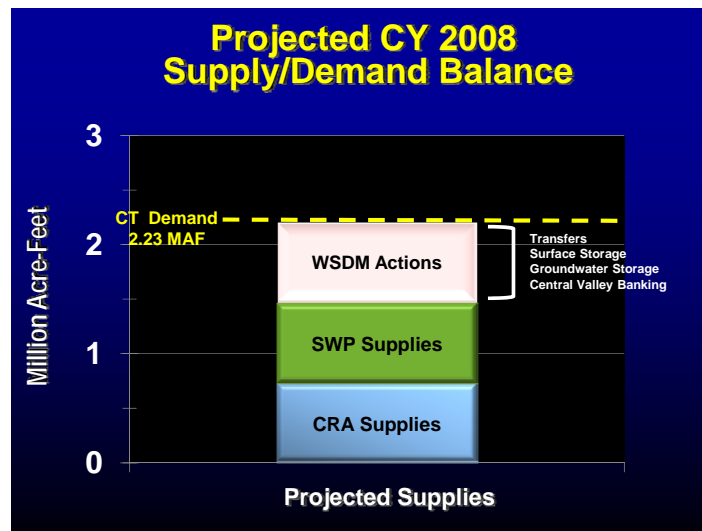 Projected CY 2008
Supply/Demand Balance
3
2
1
0
Million Acre-Feet
CT Demand
2.23 MAF
WSDM Actions
SWP Supplies
CRA Supplies
Transfers
Surface Storage
Groundwater Storage
Central Valley Banking
Projected Supplies